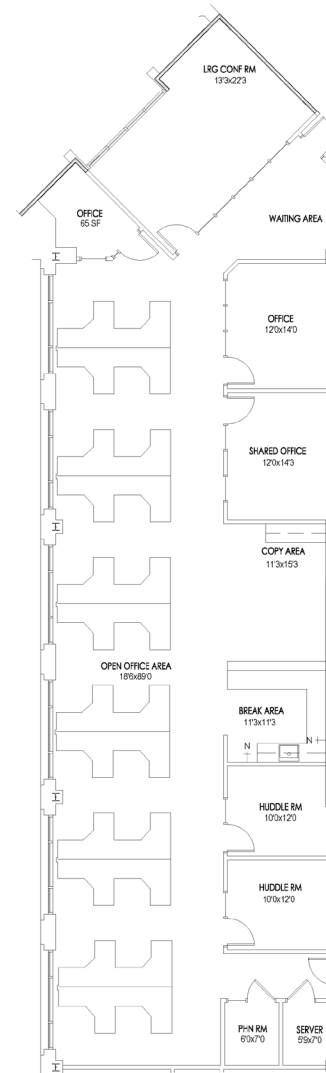 LRG CONF RM
13'3x22'3
OFFICE
65 SF
WAITING AREA
H
OFFICE
12'0x14'0
SHARED OFFICE
12'0x14'3
H
COPY AREA
11'3x15'3
OPEN OFFICE AREA
18'6x89'0
BREAK AREA
11'3x11'3
N
N
H
HUDDLE RM
10'0x12'0
HUDDLE RM
10'0x12'0
PHN RM
6'0x7'0
SERVER
5'9x7'0
H